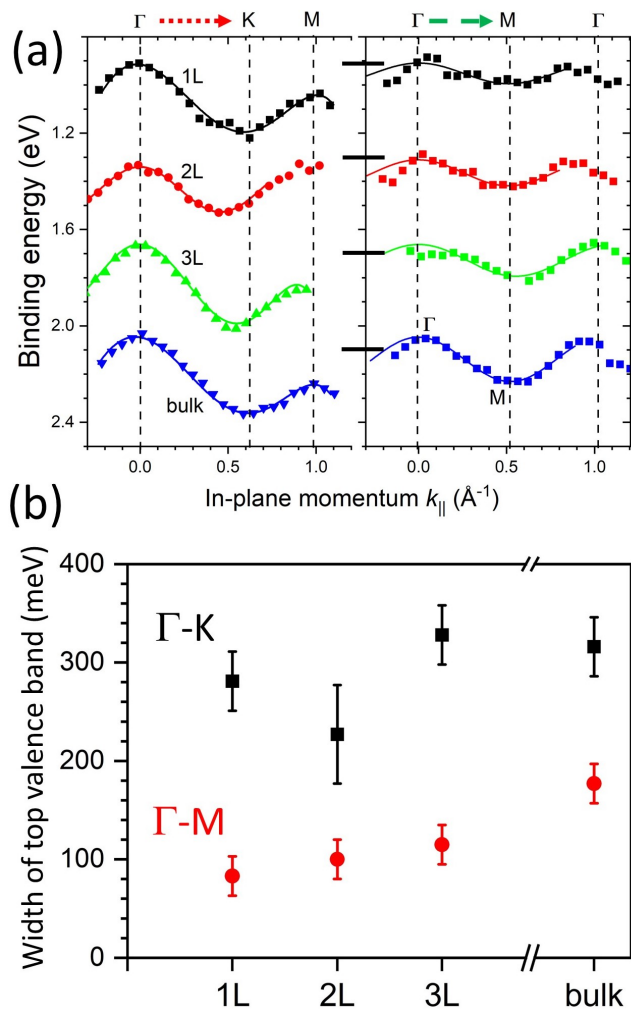 Γ K M Γ M Γ
(a)
1L
1.2
2L
1.6
3L
2.0
Γ
bulk
M
2.4
Binding energy (eV)
0.0 0.5 1.0 0.0 0.5 1.0
In-plane momentum k|| (Å-1)
(b)
400
Γ-K
300
200
Γ-M
100
0
Width of top valence band (meV)
1L 2L 3L bulk